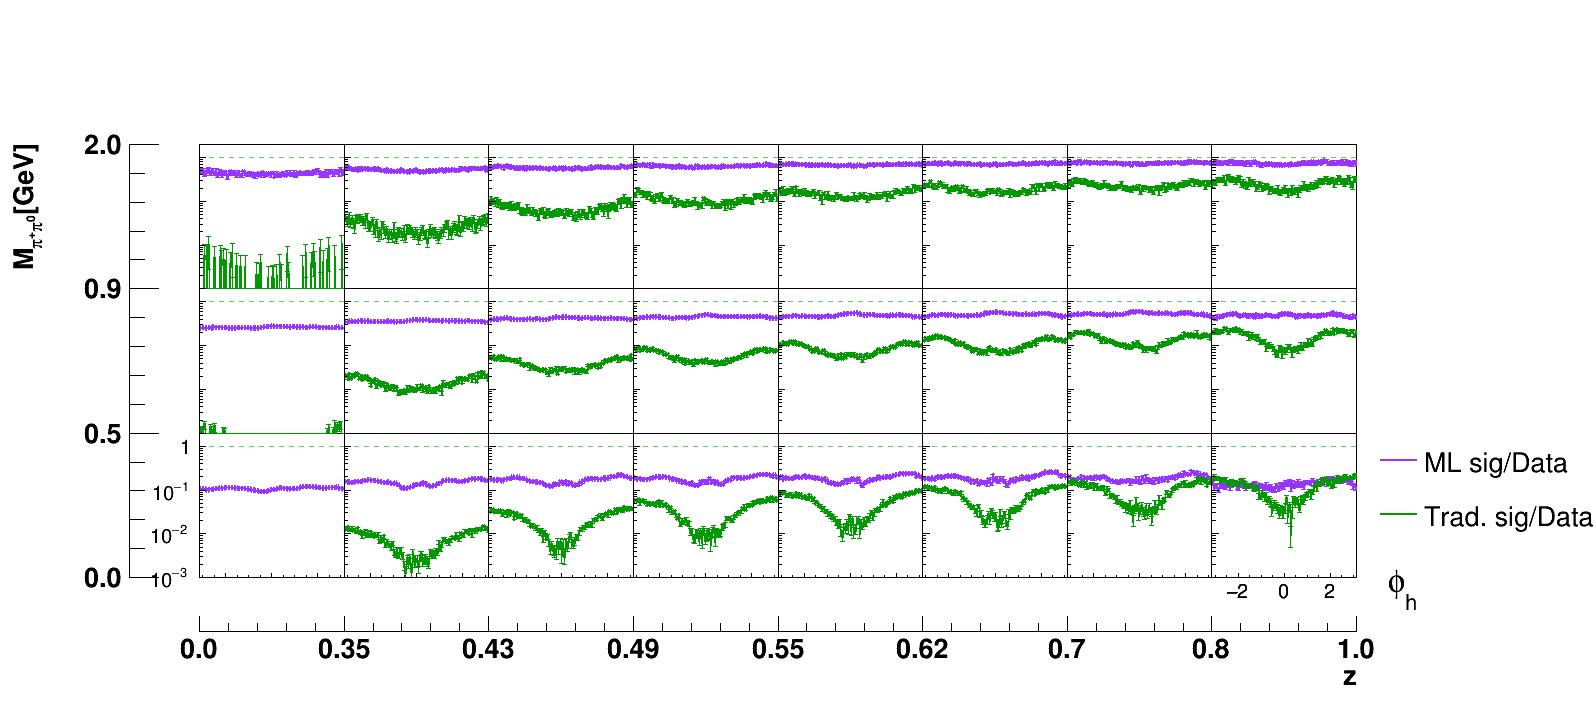 M π⁺π⁰ [GeV]
2.0
0.9
0.5
0.0
1
10⁻¹
10⁻²
10⁻³
ML sig/Data
Trad. sig/Data
−2 0 2
ϕh
0.0 0.35 0.43 0.49 0.55 0.62 0.7 0.8 1.0
z